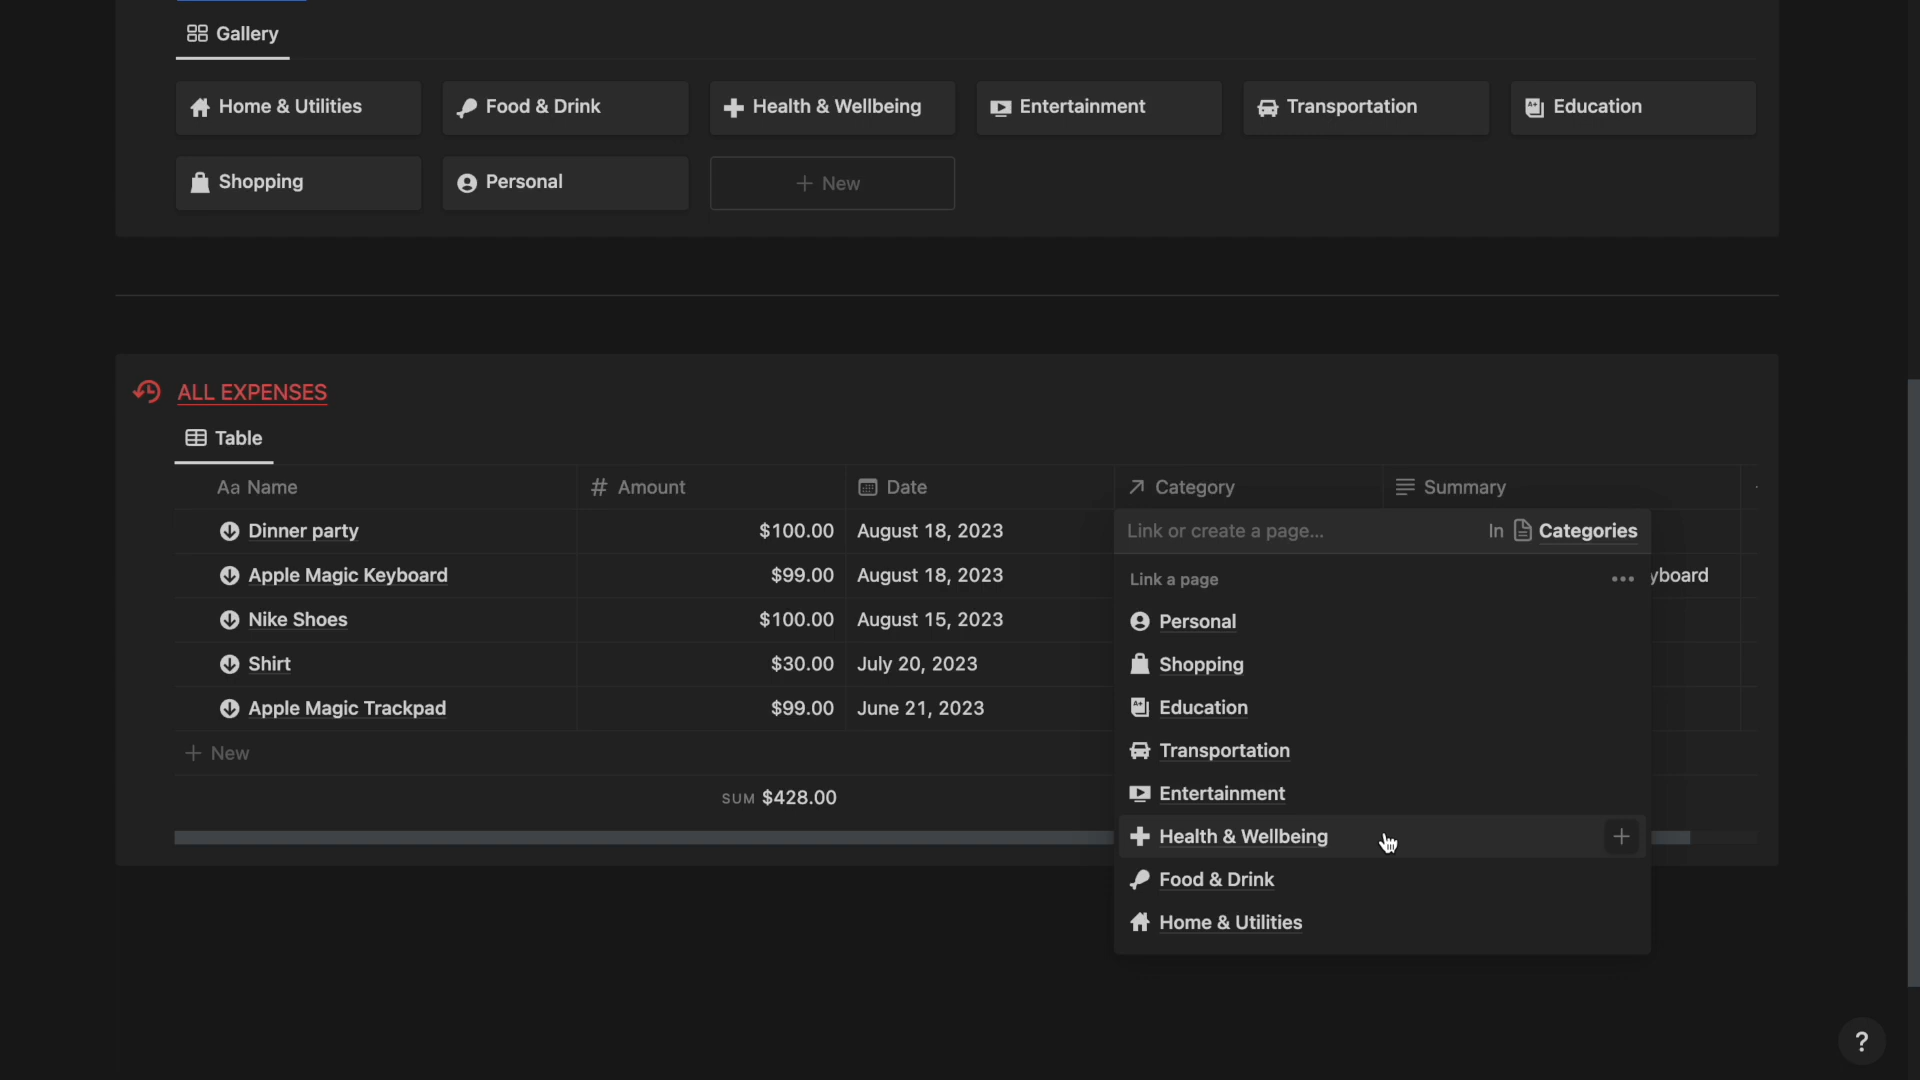 Gallery
Home & Utilities
Food & Drink
Health & Wellbeing
Entertainment
Transportation
A+ Education
Shopping
Personal
+ New
ALL EXPENSES
Table
Aa Name
# Amount
Date
Category
Summary
Dinner party $100.00 August 18, 2023
Link or create a page... In Categories
Apple Magic Keyboard $99.00 August 18, 2023
Link a page ••• yboard
Nike Shoes $100.00 August 15, 2023
Personal
Shirt $30.00 July 20, 2023
Shopping
Apple Magic Trackpad $99.00 June 21, 2023
A+ Education
+ New
Transportation
SUM $428.00
Entertainment
Health & Wellbeing +
Food & Drink
Home & Utilities
?